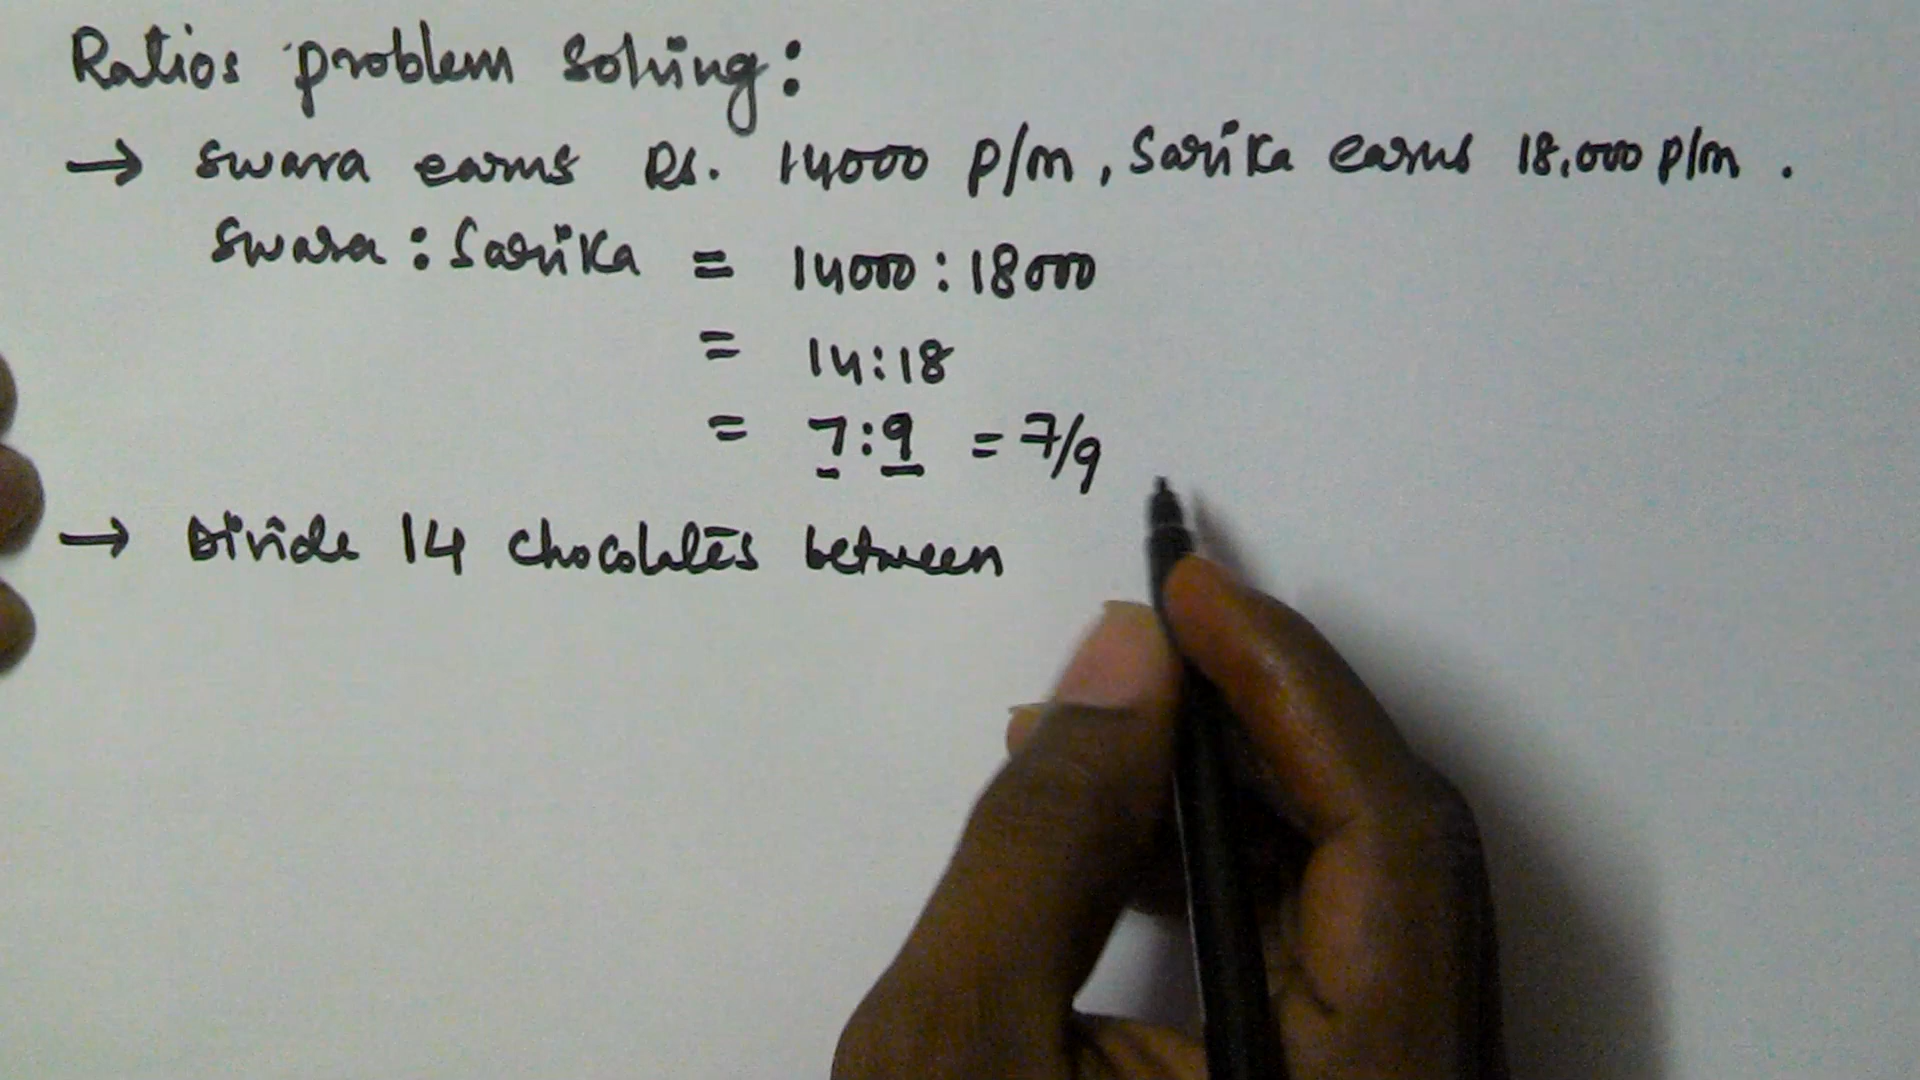 Ratios problem solving:
→ Swara earns Rs. 14000 p/m, Sarika earns 18,000 p/m.
Swara : Sarika = 14000 : 18000
= 14:18
= 7:9 = 7/9
→ Divide 14 chocolates between